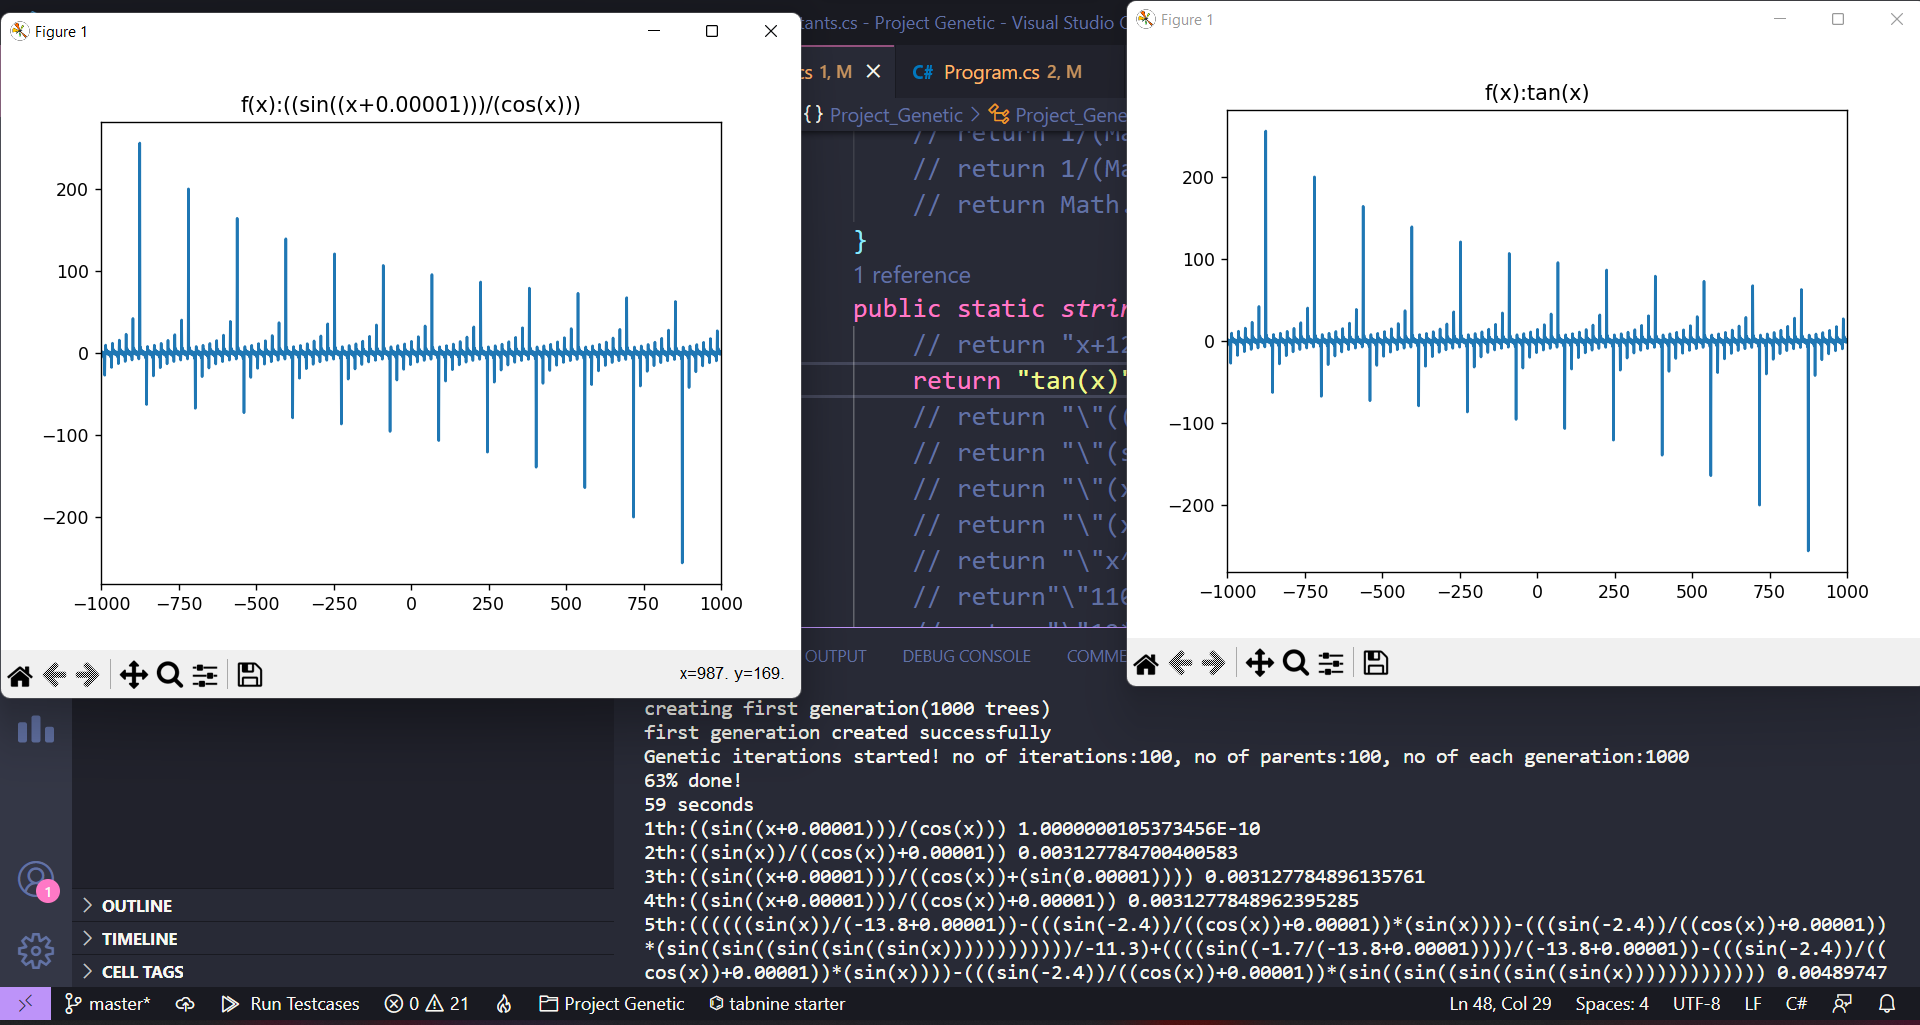 Figure 1
f(x):((sin((x+0.00001)))/(cos(x)))
200
100
0
−100
−200
−1000 −750 −500 −250 0 250 500 750 1000
x=987. y=169.
tants.cs - Project Genetic - Visual Studio
cs 1, M
C# Program.cs 2, M
{} Project_Genetic > Project_Gene
// return 1/(Ma
// return 1/(Ma
// return Math.
}
1 reference
public static strin
// return "x+12
return "tan(x)"
// return "\"((
// return "\"(s
// return "\"(x
// return "\"(x
// return "\"x^
// return"\"110
Figure 1
f(x):tan(x)
200
100
0
−100
−200
−1000 −750 −500 −250 0 250 500 750 1000
OUTPUT DEBUG CONSOLE COMME
creating first generation(1000 trees)
first generation created successfully
Genetic iterations started! no of iterations:100, no of parents:100, no of each generation:1000
63% done!
59 seconds
1th:((sin((x+0.00001)))/(cos(x))) 1.0000000105373456E-10
2th:((sin(x))/((cos(x))+0.00001)) 0.003127784700400583
3th:((sin((x+0.00001)))/((cos(x))+(sin(0.00001)))) 0.003127784896135761
4th:((sin((x+0.00001)))/((cos(x))+0.00001)) 0.0031277848962395285
5th:((((((sin(x))/(-13.8+0.00001))-(((sin(-2.4))/((cos(x))+0.00001))*(sin(x))))-(((sin(-2.4))/((cos(x))+0.00001))
*(sin((sin((sin((sin((sin(x))))))))))))/-11.3)+((((sin((-1.7/(-13.8+0.00001))))/(-13.8+0.00001))-(((sin(-2.4))/((
cos(x))+0.00001))*(sin(x))))-(((sin(-2.4))/((cos(x))+0.00001))*(sin((sin((sin((sin((sin(x))))))))))))) 0.00489747
1
OUTLINE
TIMELINE
CELL TAGS
master* Run Testcases 0 21 Project Genetic tabnine starter Ln 48, Col 29 Spaces: 4 UTF-8 LF C#